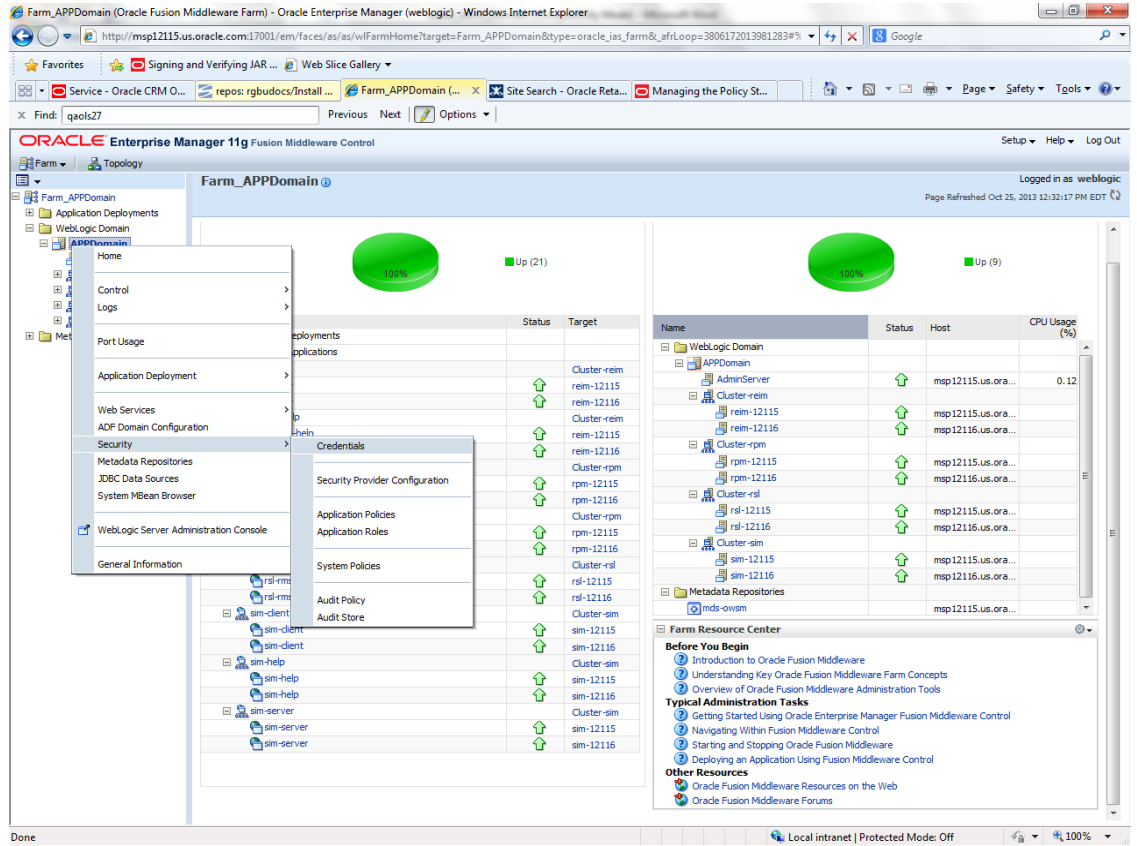 Farm_APPDomain (Oracle Fusion Middleware Farm) - Oracle Enterprise Manager (weblogic) - Windows Internet Explorer
http://msp12115.us.oracle.com:17001/em/faces/as/as/wlFarmHome?target=Farm_APPDomain&type=oracle_ias_farm&_afrLoop=3806172013981283#%
Google
Favorites Signing and Verifying JAR ... Web Slice Gallery
Service - Oracle CRM O... repos: rgbudocs/Install ... Farm_APPDomain (... X Site Search - Oracle Reta... Managing the Policy St... Page Safety Tools
X Find: qaols27 Previous Next Options
ORACLE Enterprise Manager 11g Fusion Middleware Control Setup Help Log Out
Farm Topology
Farm_APPDomain
Logged in as weblogic
Page Refreshed Oct 25, 2013 12:32:17 PM EDT
Farm_APPDomain
Application Deployments
WebLogic Domain
APPDomain
Met
Home
Control
Logs
Port Usage
Application Deployment
Web Services
ADF Domain Configuration
Security
Metadata Repositories
JDBC Data Sources
System MBean Browser
WebLogic Server Administration Console
General Information
Credentials
Security Provider Configuration
Application Policies
Application Roles
System Policies
Audit Policy
Audit Store
100%
Up (21)
Status Target
eployments
pplications
Cluster-reim
reim-12115
reim-12116
p Cluster-reim
-help reim-12115
reim-12116
Cluster-rpm
rpm-12115
rpm-12116
Cluster-rpm
rpm-12115
rpm-12116
Cluster-rsl
rsl-rms rsl-12115
rsl-rms rsl-12116
sim-client Cluster-sim
sim-client sim-12115
sim-client sim-12116
sim-help Cluster-sim
sim-help sim-12115
sim-help sim-12116
sim-server Cluster-sim
sim-server sim-12115
sim-server sim-12116
100%
Up (9)
Name Status Host CPU Usage (%)
WebLogic Domain
APPDomain
AdminServer msp12115.us.ora... 0.12
Cluster-reim
reim-12115 msp12115.us.ora...
reim-12116 msp12116.us.ora...
Cluster-rpm
rpm-12115 msp12115.us.ora...
rpm-12116 msp12116.us.ora...
Cluster-rsl
rsl-12115 msp12115.us.ora...
rsl-12116 msp12116.us.ora...
Cluster-sim
sim-12115 msp12115.us.ora...
sim-12116 msp12116.us.ora...
Metadata Repositories
mds-owsm msp12115.us.ora...
Farm Resource Center
Before You Begin
Introduction to Oracle Fusion Middleware
Understanding Key Oracle Fusion Middleware Farm Concepts
Overview of Oracle Fusion Middleware Administration Tools
Typical Administration Tasks
Getting Started Using Oracle Enterprise Manager Fusion Middleware Control
Navigating Within Fusion Middleware Control
Starting and Stopping Oracle Fusion Middleware
Deploying an Application Using Fusion Middleware Control
Other Resources
Oracle Fusion Middleware Resources on the Web
Oracle Fusion Middleware Forums
Done Local intranet | Protected Mode: Off 100%